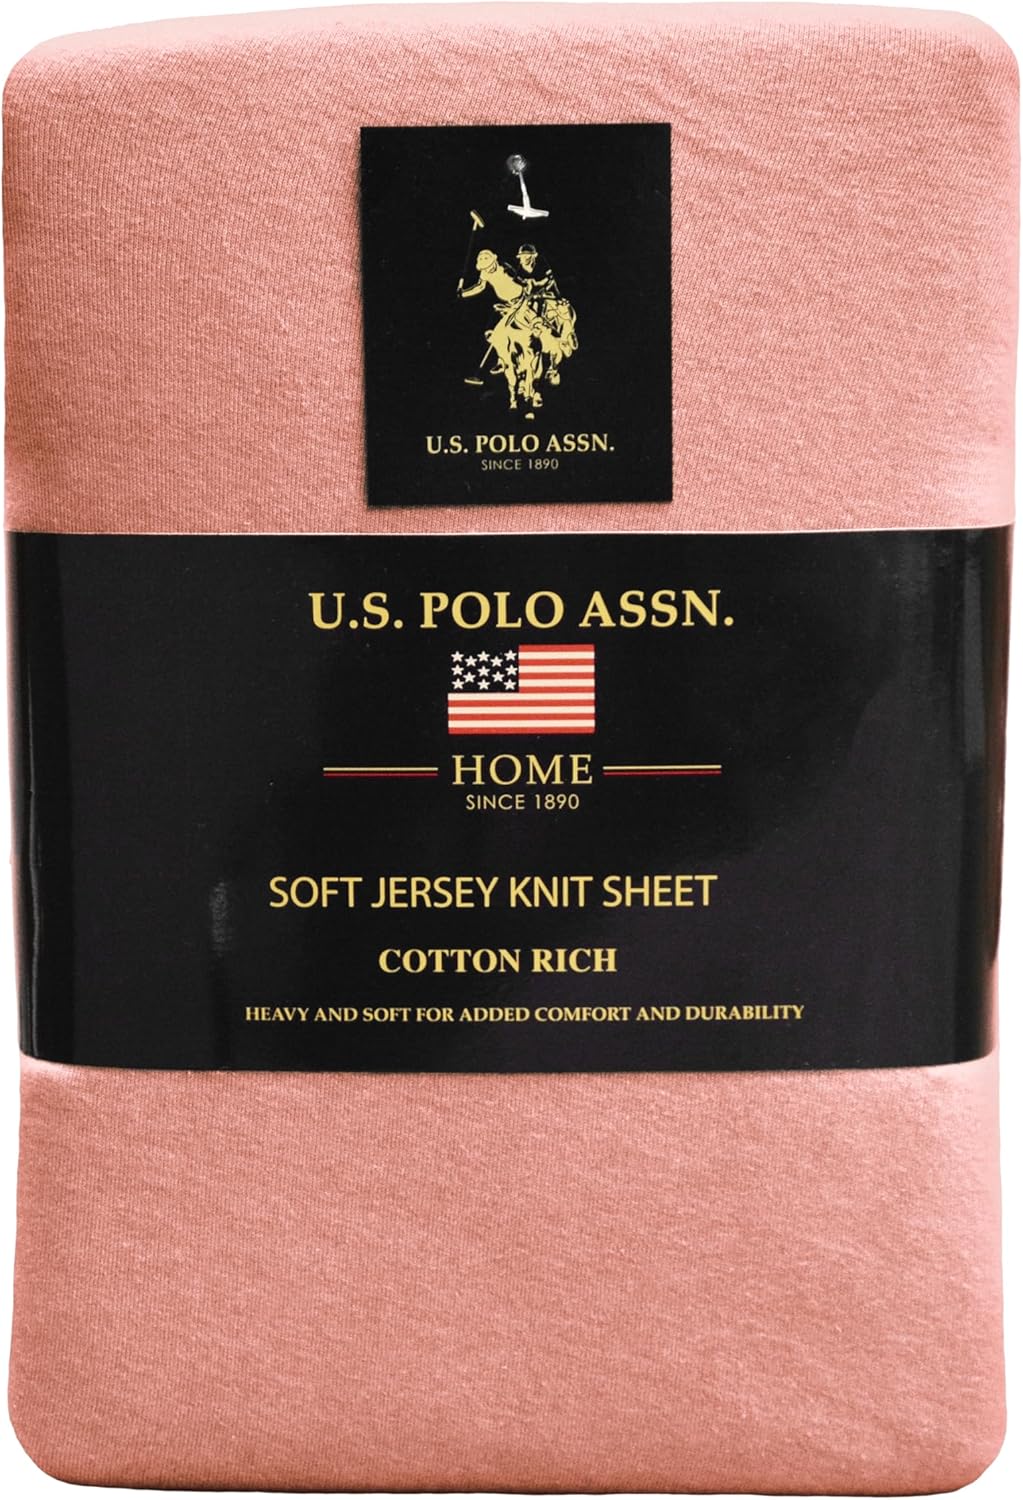 U.S. POLO ASSN.
SINCE 1890
U.S. POLO ASSN.
HOME
SINCE 1890
SOFT JERSEY KNIT SHEET
COTTON RICH
HEAVY AND SOFT FOR ADDED COMFORT AND DURABILITY